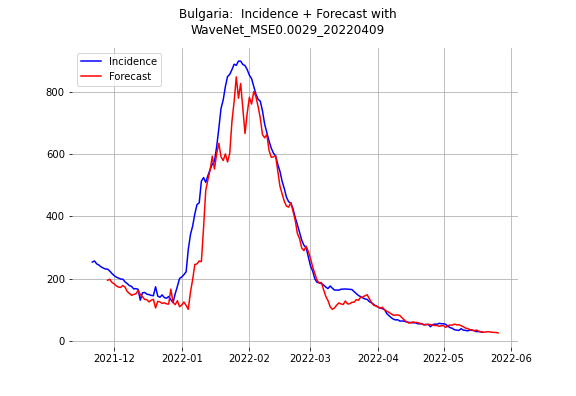 Bulgaria:  Incidence + Forecast with
WaveNet_MSE0.0029_20220409
Incidence
Forecast
800
600
400
200
0
2021-12 2022-01 2022-02 2022-03 2022-04 2022-05 2022-06